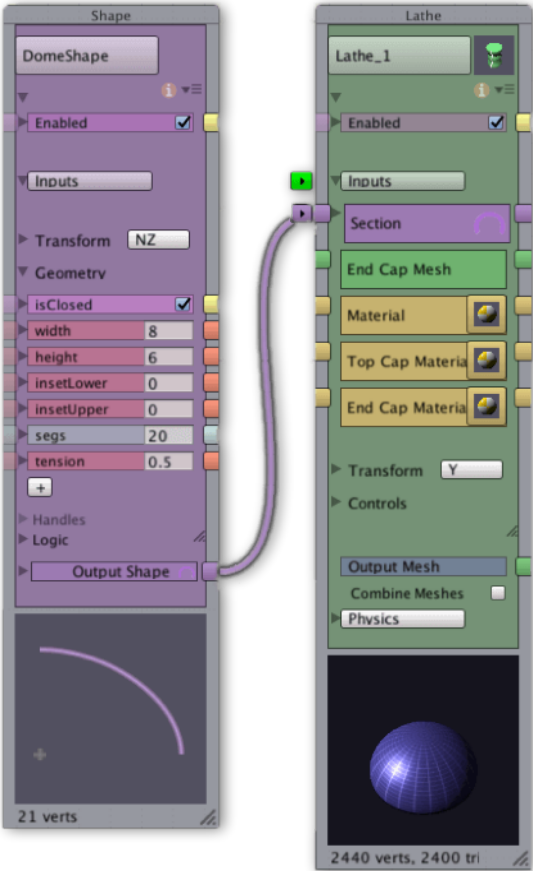 Shape
DomeShape
Enabled
Inputs
Transform NZ
Geometry
isClosed
width 8
height 6
insetLower 0
insetUpper 0
segs 20
tension 0.5
+
Handles
Logic
Output Shape
21 verts
Lathe
Lathe_1
Enabled
Inputs
Section
End Cap Mesh
Material
Top Cap Materia
End Cap Materia
Transform Y
Controls
Output Mesh
Combine Meshes
Physics
2440 verts, 2400 tri